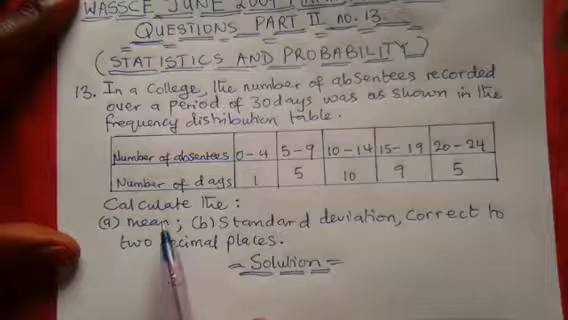 WASSCE JUNE
QUESTIONS PART II no. 13
(STATISTICS AND PROBABILITY)
13. In a College, the number of absentees recorded
over a period of 30 days was as shown in the
frequency distribution table.
Number of absentees 0-4 5-9 10-14 15-19 20-24
Number of days 1 5 10 9 5
Calculate the:
(a) mean; (b) Standard deviation, Correct to
two decimal places.
= Solution =